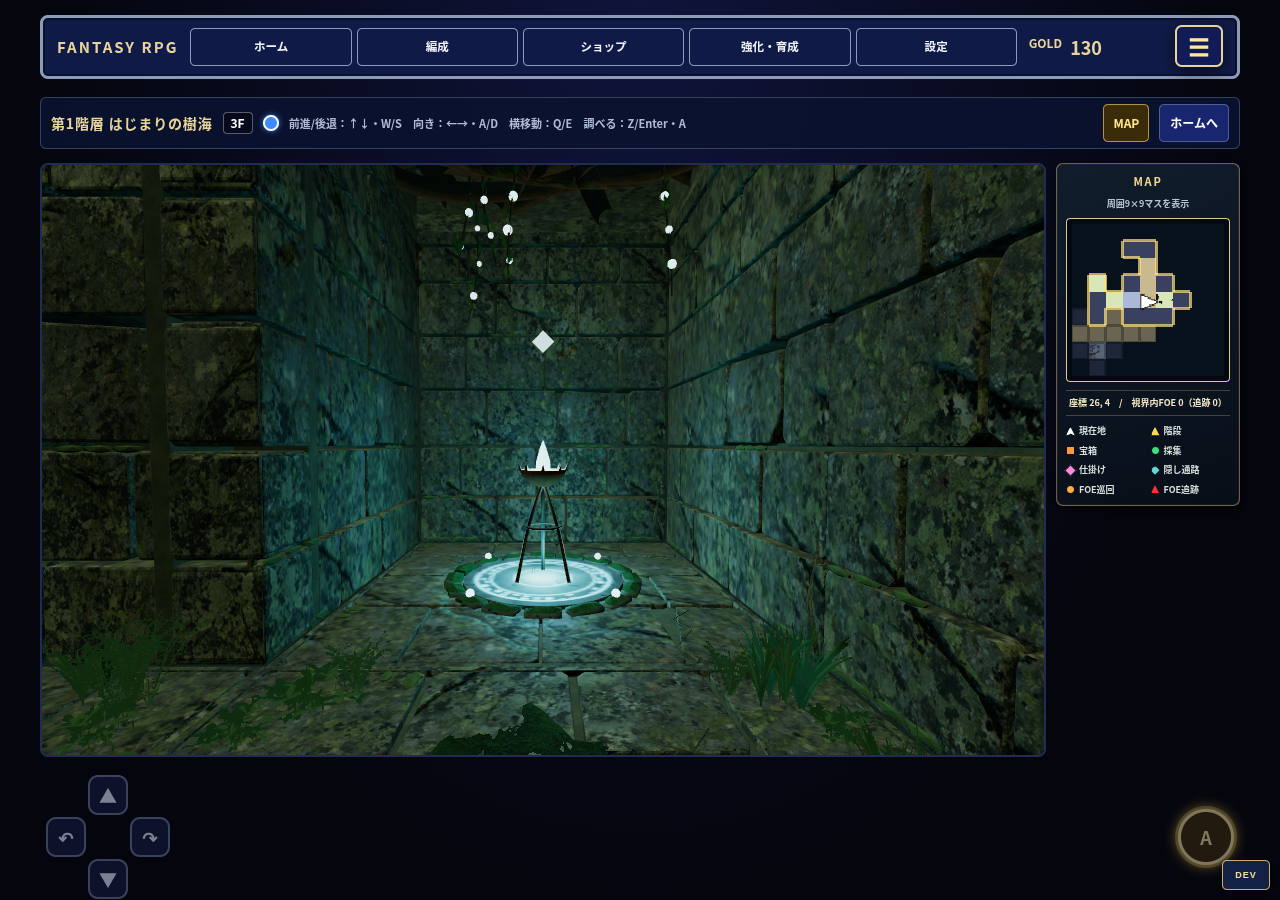 FANTASY RPG
ホーム
編成
ショップ
強化・育成
設定
GOLD 130
第1階層 はじまりの樹海
3F
前進/後退：↑↓・W/S 向き：←→・A/D 横移動：Q/E 調べる：Z/Enter・A
MAP
ホームへ
MAP
周囲9×9マスを表示
座標 26, 4 / 視界内FOE 0（追跡 0）
現在地
階段
宝箱
採集
仕掛け
隠し通路
FOE巡回
FOE追跡
A
DEV